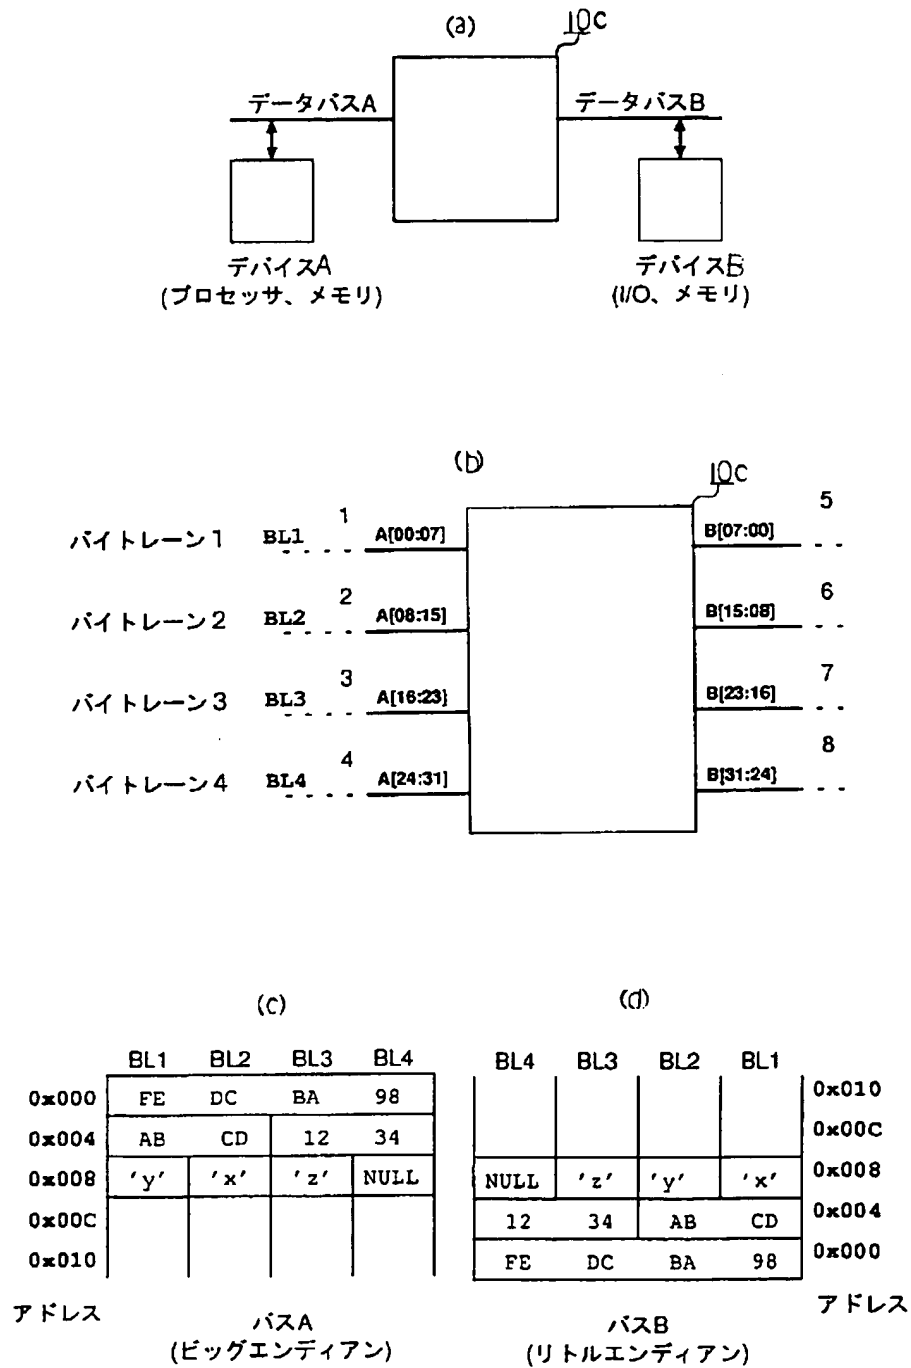 (a)
10c
データバスA
データバスB
デバイスA
(プロセッサ、メモリ)
デバイスB
(I/O、メモリ)
(b)
10c
バイトレーン1 BL1 1 A[00:07] B[07:00] 5
バイトレーン2 BL2 2 A[08:15] B[15:08] 6
バイトレーン3 BL3 3 A[16:23] B[23:16] 7
バイトレーン4 BL4 4 A[24:31] B[31:24] 8
(c)
BL1 BL2 BL3 BL4
0x000 FE DC BA 98
0x004 AB CD 12 34
0x008 'y' 'x' 'z' NULL
0x00C
0x010
アドレス
バスA
(ビッグエンディアン)
(d)
BL4 BL3 BL2 BL1
0x010
0x00C
NULL 'z' 'y' 'x' 0x008
12 34 AB CD 0x004
FE DC BA 98 0x000
アドレス
バスB
(リトルエンディアン)